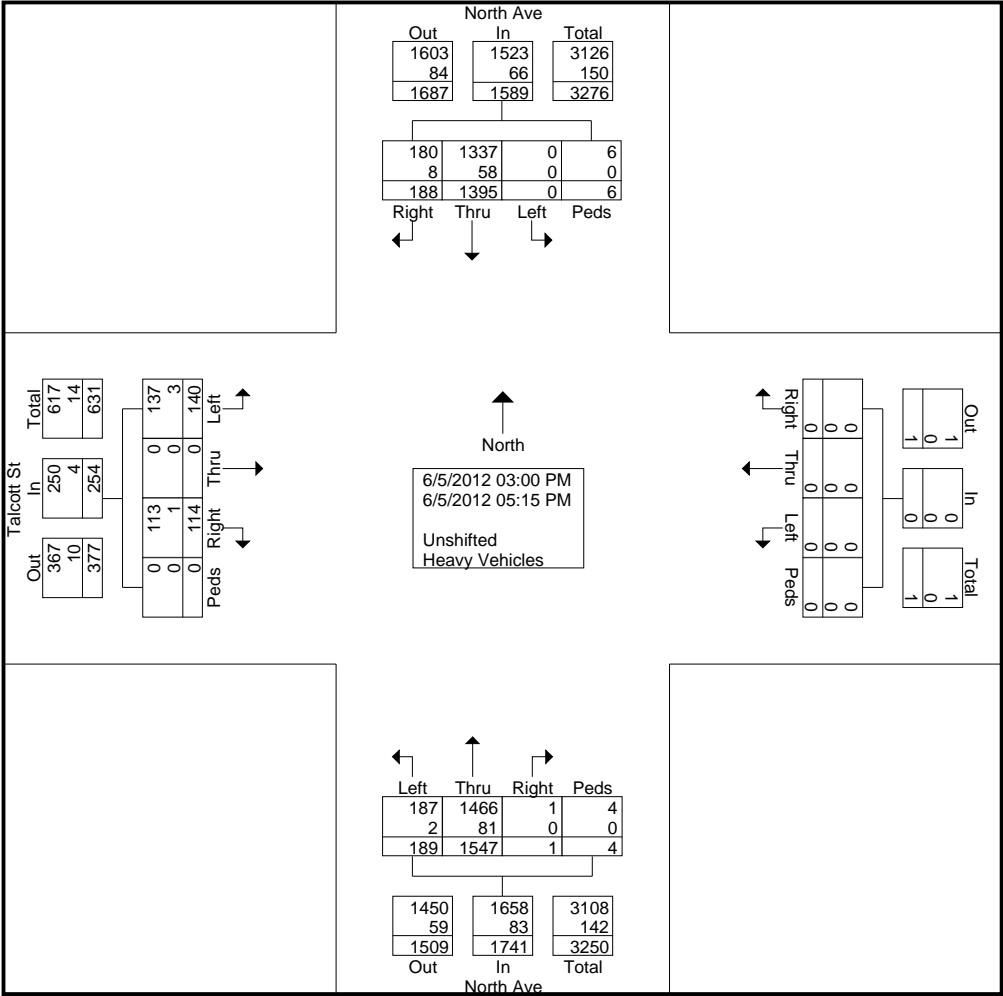 North Ave
Out In Total
1603 1523 3126
84 66 150
1687 1589 3276
180 1337 0 6
8 58 0 0
188 1395 0 6
Right Thru Left Peds
Talcott St
Total In Out
617 250 367
14 4 10
631 254 377
137 0 113 0
3 0 1 0
140 0 114 0
Left Thru Right Peds
North
6/5/2012 03:00 PM
6/5/2012 05:15 PM
Unshifted
Heavy Vehicles
Right Thru Left Peds
0 0 0 0
0 0 0 0
0 0 0 0
Out In Total
1 0 1
0 0 0
1 0 1
Left Thru Right Peds
187 1466 1 4
2 81 0 0
189 1547 1 4
1450 1658 3108
59 83 142
1509 1741 3250
Out In Total
North Ave